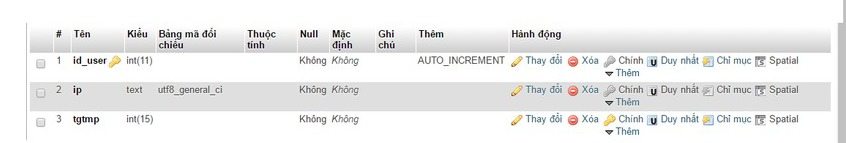 # Tên Kiểu Bảng mã đối chiếu Thuộc tính Null Mặc định Ghi chú Thêm Hành động
1 id_user int(11) Không Không AUTO_INCREMENT Thay đổi Xóa Chính u Duy nhất Chỉ mục s Spatial
Thêm
2 ip text utf8_general_ci Không Không Thay đổi Xóa Chính u Duy nhất Chỉ mục s Spatial
Thêm
3 tgtmp int(15) Không Không Thay đổi Xóa Chính u Duy nhất Chỉ mục s Spatial
Thêm